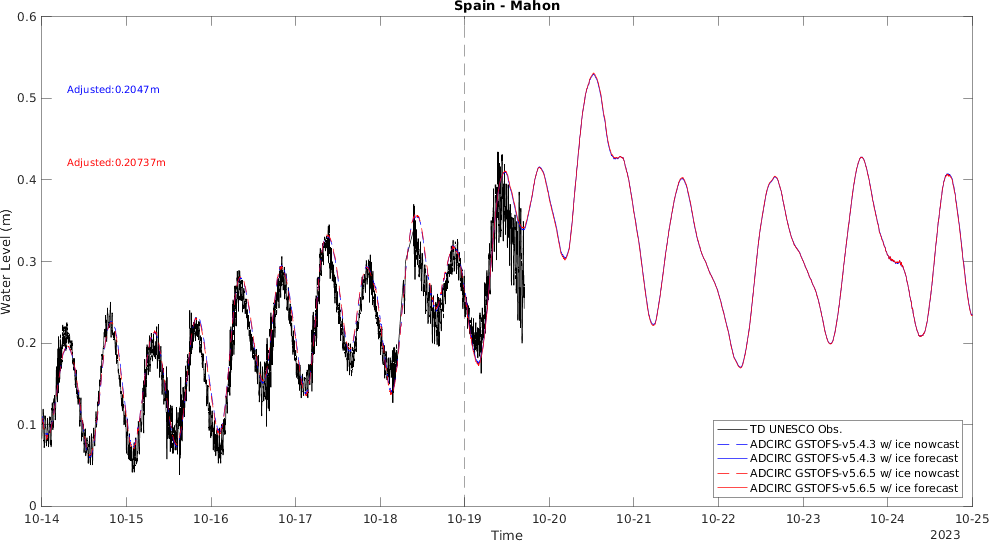 Spain - Mahon
0.6
0.5
0.4
0.3
0.2
0.1
0
Water Level (m)
Adjusted:0.2047m
Adjusted:0.20737m
TD UNESCO Obs.
ADCIRC GSTOFS-v5.4.3 w/ ice nowcast
ADCIRC GSTOFS-v5.4.3 w/ ice forecast
ADCIRC GSTOFS-v5.6.5 w/ ice nowcast
ADCIRC GSTOFS-v5.6.5 w/ ice forecast
10-14 10-15 10-16 10-17 10-18 10-19 10-20 10-21 10-22 10-23 10-24 10-25
Time
2023